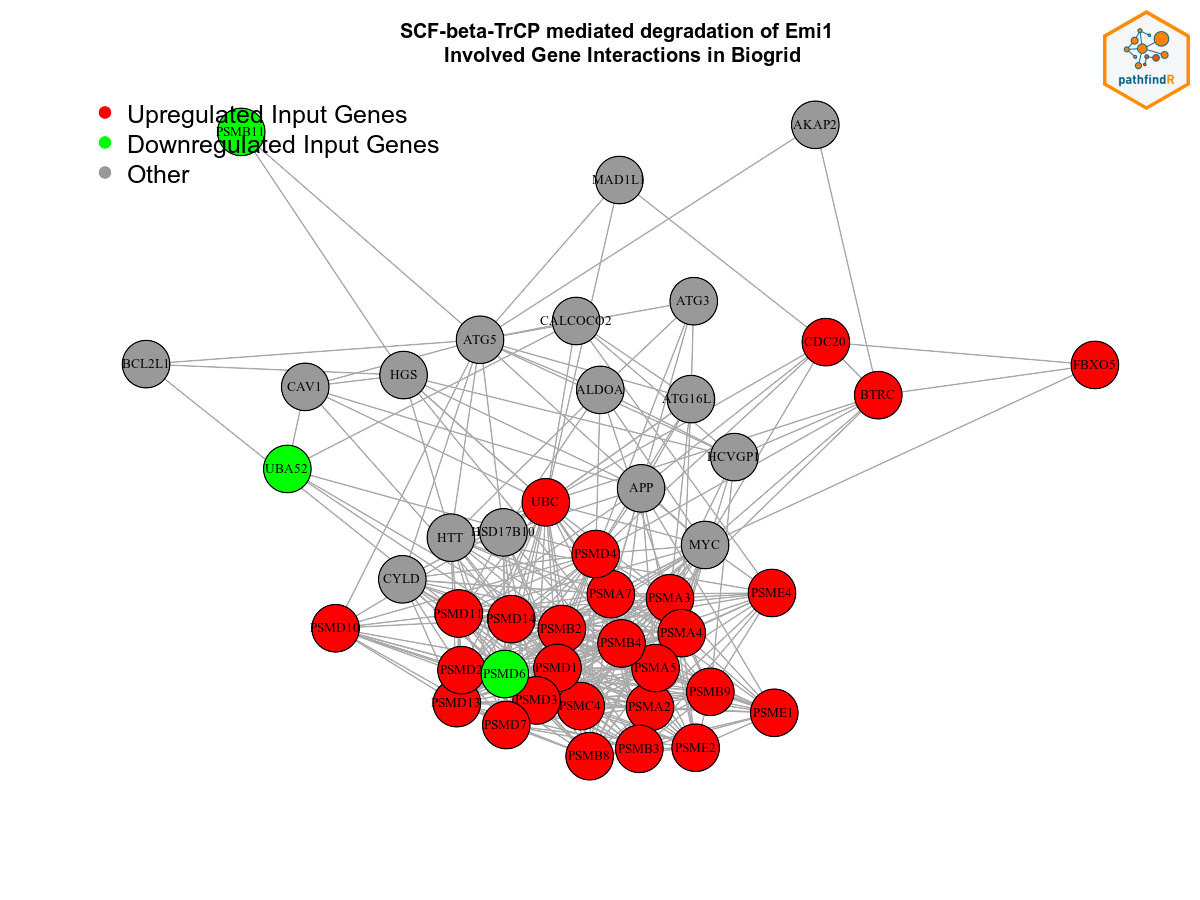 SCF-beta-TrCP mediated degradation of Emi1
Involved Gene Interactions in Biogrid
pathfindR
Upregulated Input Genes
Downregulated Input Genes
Other
PSMB11
AKAP2
MAD1L1
ATG3
CALCOCO2
ATG5
CDC20
BCL2L1
FBXO5
HGS
CAV1
ALDOA
BTRC
ATG16L1
HCVGP1
UBA52
APP
UBC
HSD17B10
HTT
MYC
PSMD4
CYLD
PSME4
PSMA7
PSMA3
PSMD11
PSMD14
PSMD10
PSMB2
PSMA4
PSMB4
PSMD1
PSMA5
PSMD2
PSMD6
PSMB9
PSMD3
PSMD13
PSMC4
PSMA2
PSME1
PSMD7
PSMB3
PSME2
PSMB8